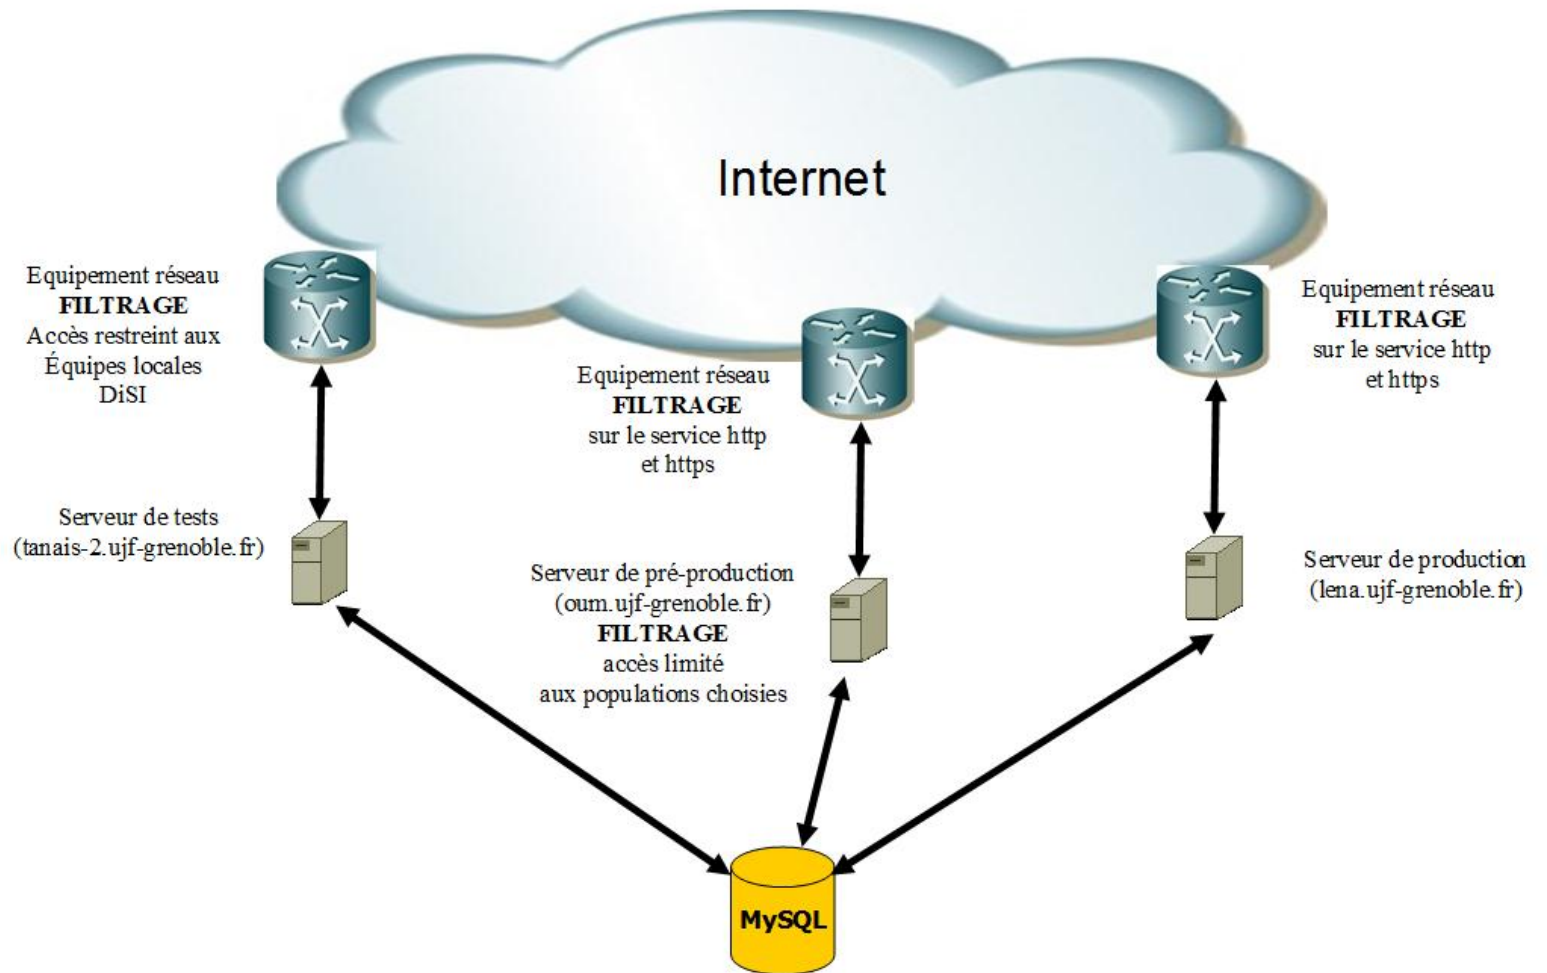 Internet
Equipement réseau
FILTRAGE
Accès restreint aux
Équipes locales
DiSI
Equipement réseau
FILTRAGE
sur le service http
et https
Equipement réseau
FILTRAGE
sur le service http
et https
Serveur de tests
(tanais-2.ujf-grenoble.fr)
Serveur de pré-production
(oum.ujf-grenoble.fr)
FILTRAGE
accès limité
aux populations choisies
Serveur de production
(lena.ujf-grenoble.fr)
MySQL